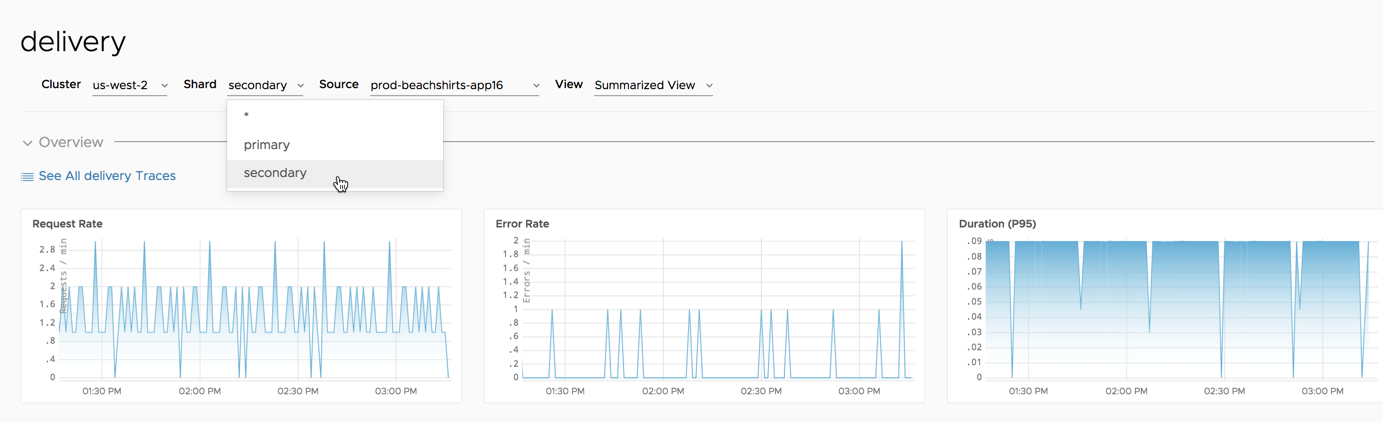 delivery
Cluster us-west-2 Shard secondary Source prod-beachshirts-app16 View Summarized View
*
primary
secondary
Overview
See All delivery Traces
Request Rate
Requests / min
2.8
2.4
2
1.6
1.2
.8
.4
0
01:30 PM 02:00 PM 02:30 PM 03:00 PM
Error Rate
Errors / min
2
1.8
1.6
1.4
1.2
1
.8
.6
.4
.2
0
01:30 PM 02:00 PM 02:30 PM 03:00 PM
Duration (P95)
.09
.08
.07
.06
.05
.04
.03
.02
.01
0
01:30 PM 02:00 PM 02:30 PM 03:00 PM